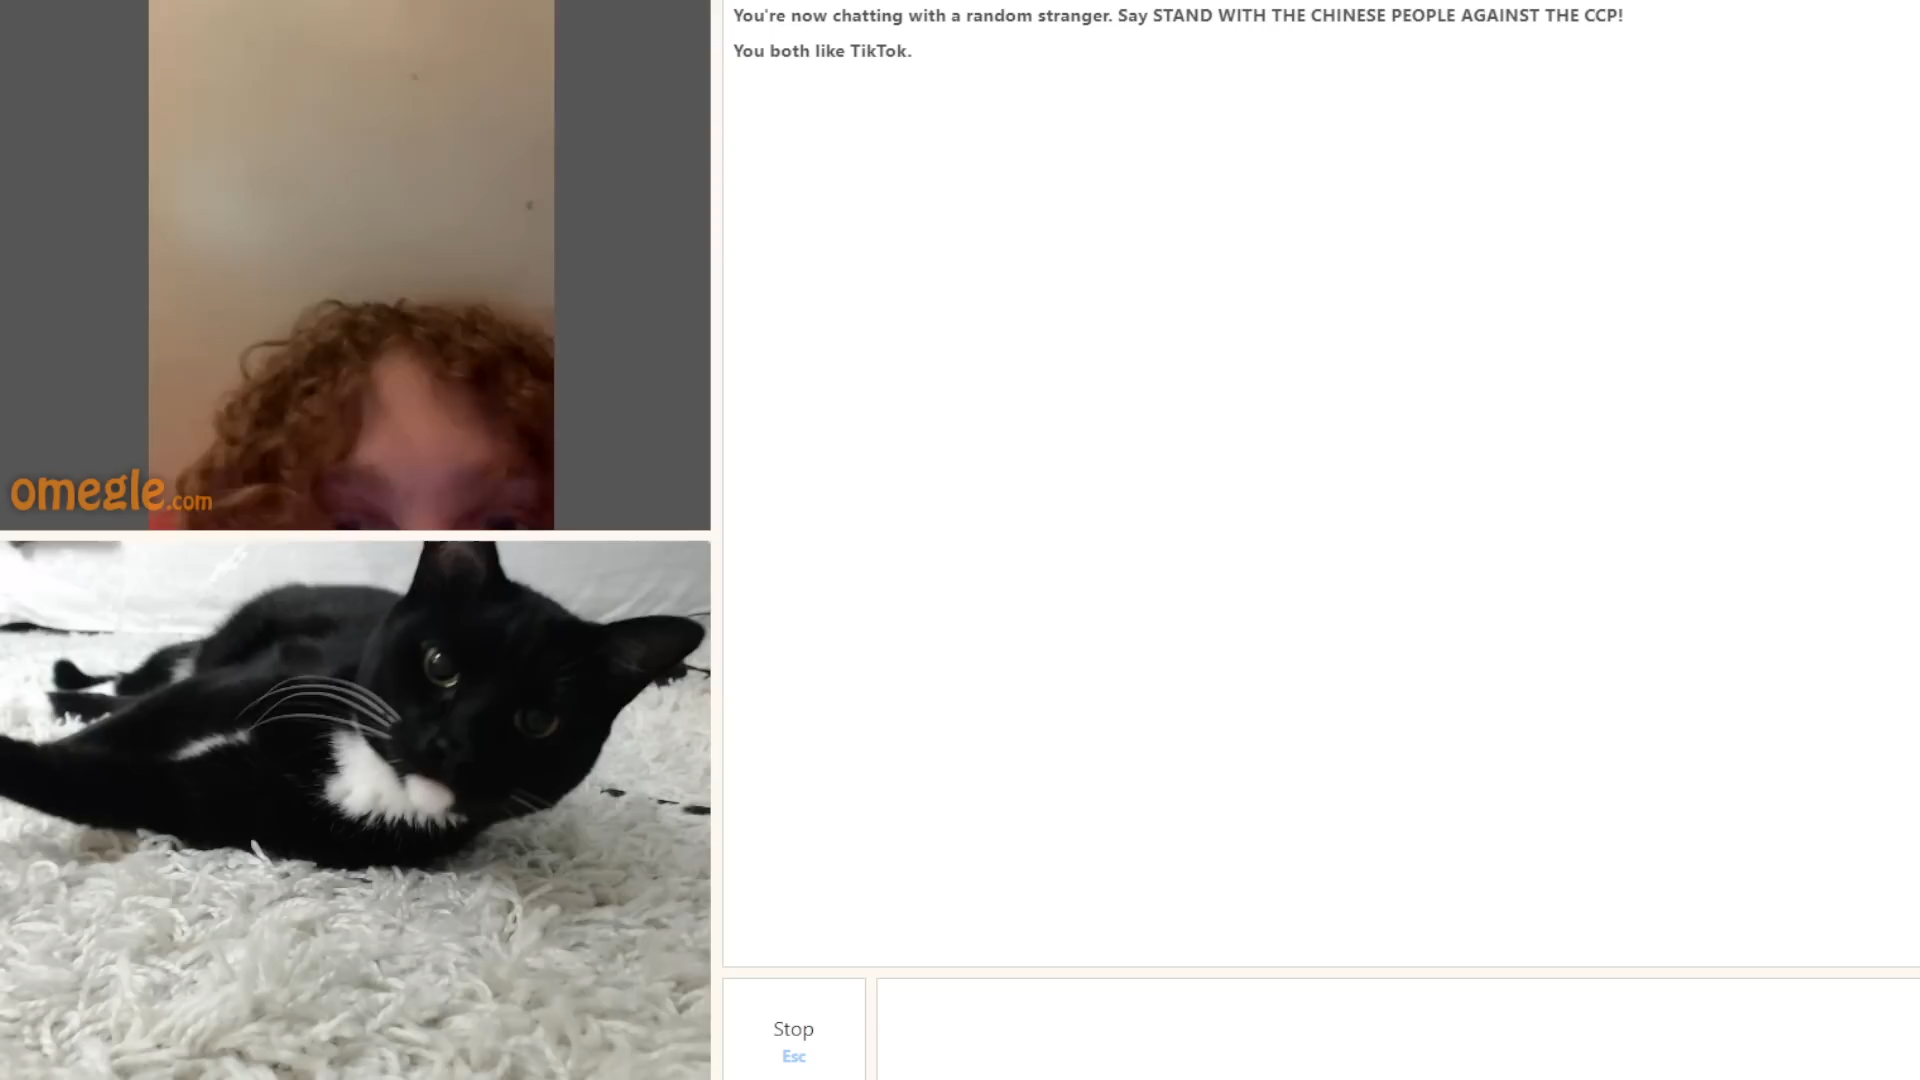 You're now chatting with a random stranger. Say STAND WITH THE CHINESE PEOPLE AGAINST THE CCP!
You both like TikTok.
omegle.com
Stop
Esc